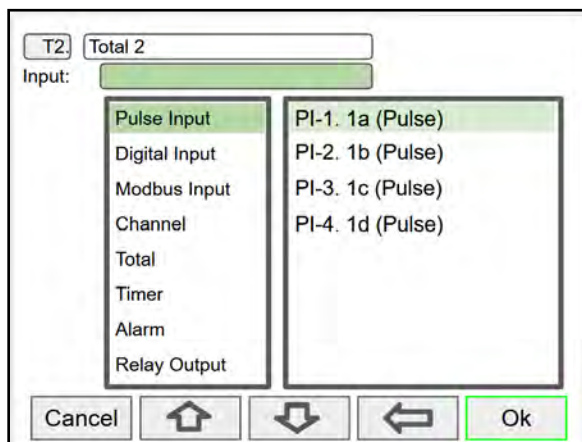 T2. Total 2
Input:
Pulse Input
Digital Input
Modbus Input
Channel
Total
Timer
Alarm
Relay Output
PI-1. 1a (Pulse)
PI-2. 1b (Pulse)
PI-3. 1c (Pulse)
PI-4. 1d (Pulse)
Cancel
Ok